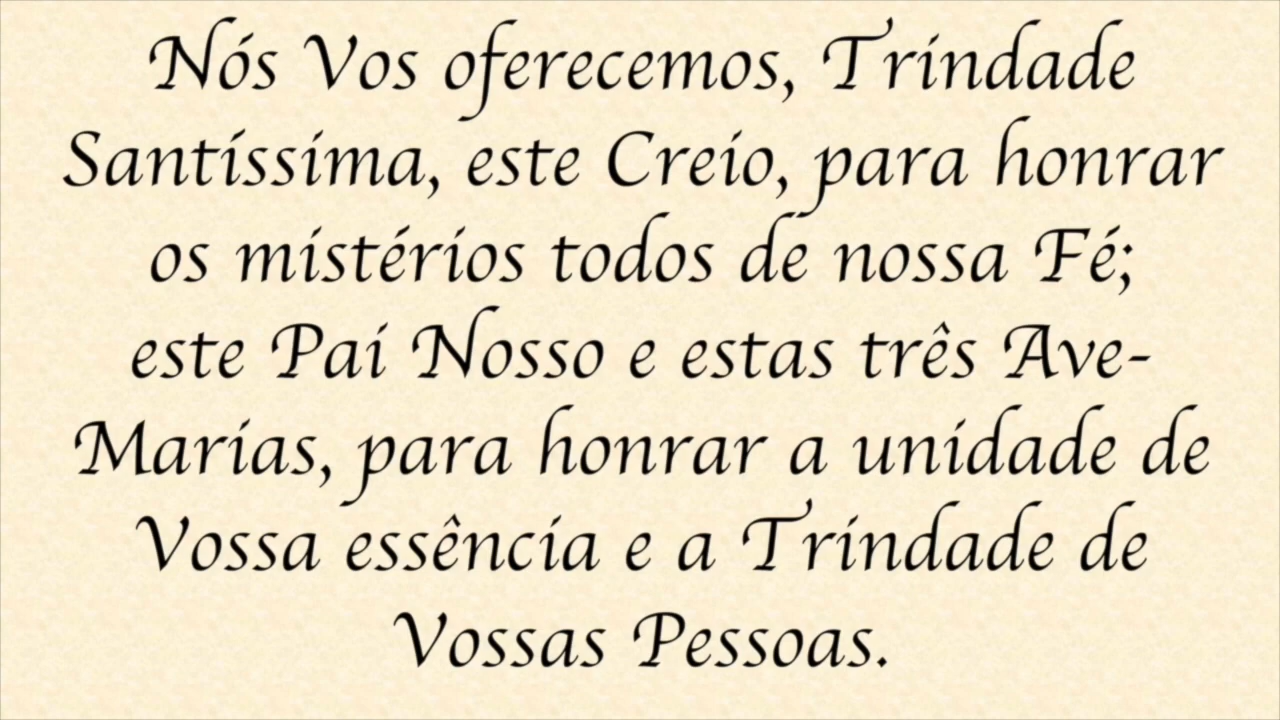 Nós Vos oferecemos, Trindade
Santíssima, este Creio, para honrar
os mistérios todos de nossa Fé;
este Pai Nosso e estas três Ave-
Marias, para honrar a unidade de
Vossa essência e a Trindade de
Vossas Pessoas.